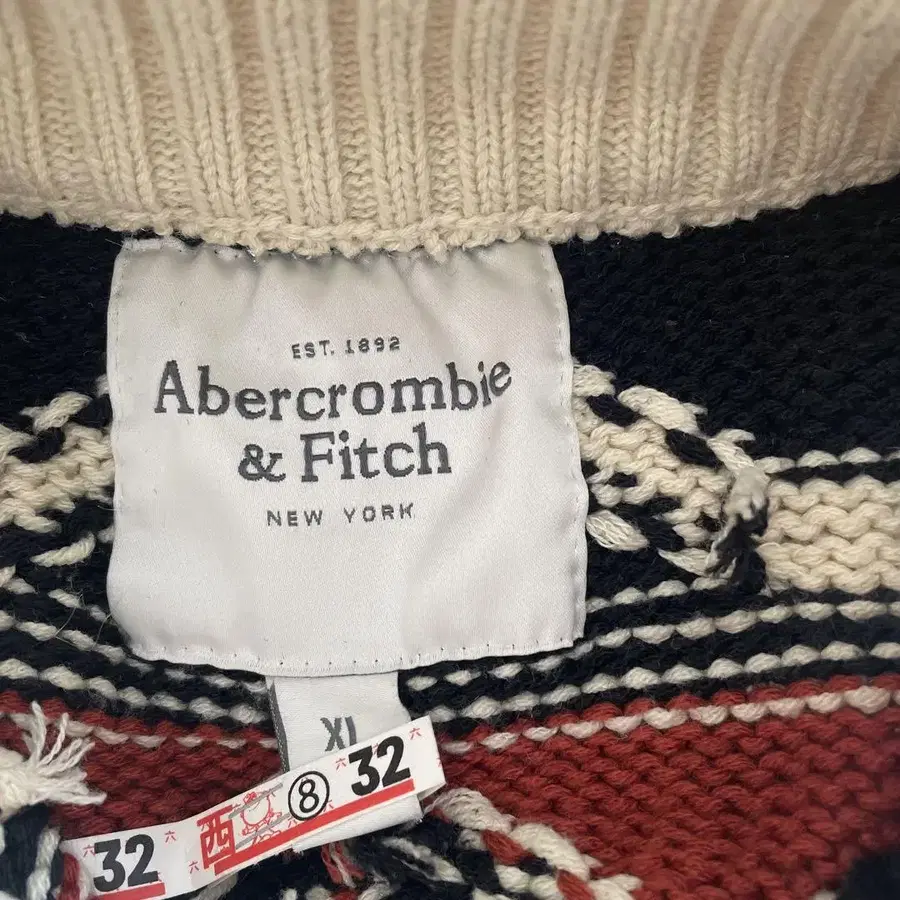 EST. 1892
Abercrombie
& Fitch
NEW YORK
XL
32 西 ⑧ 32